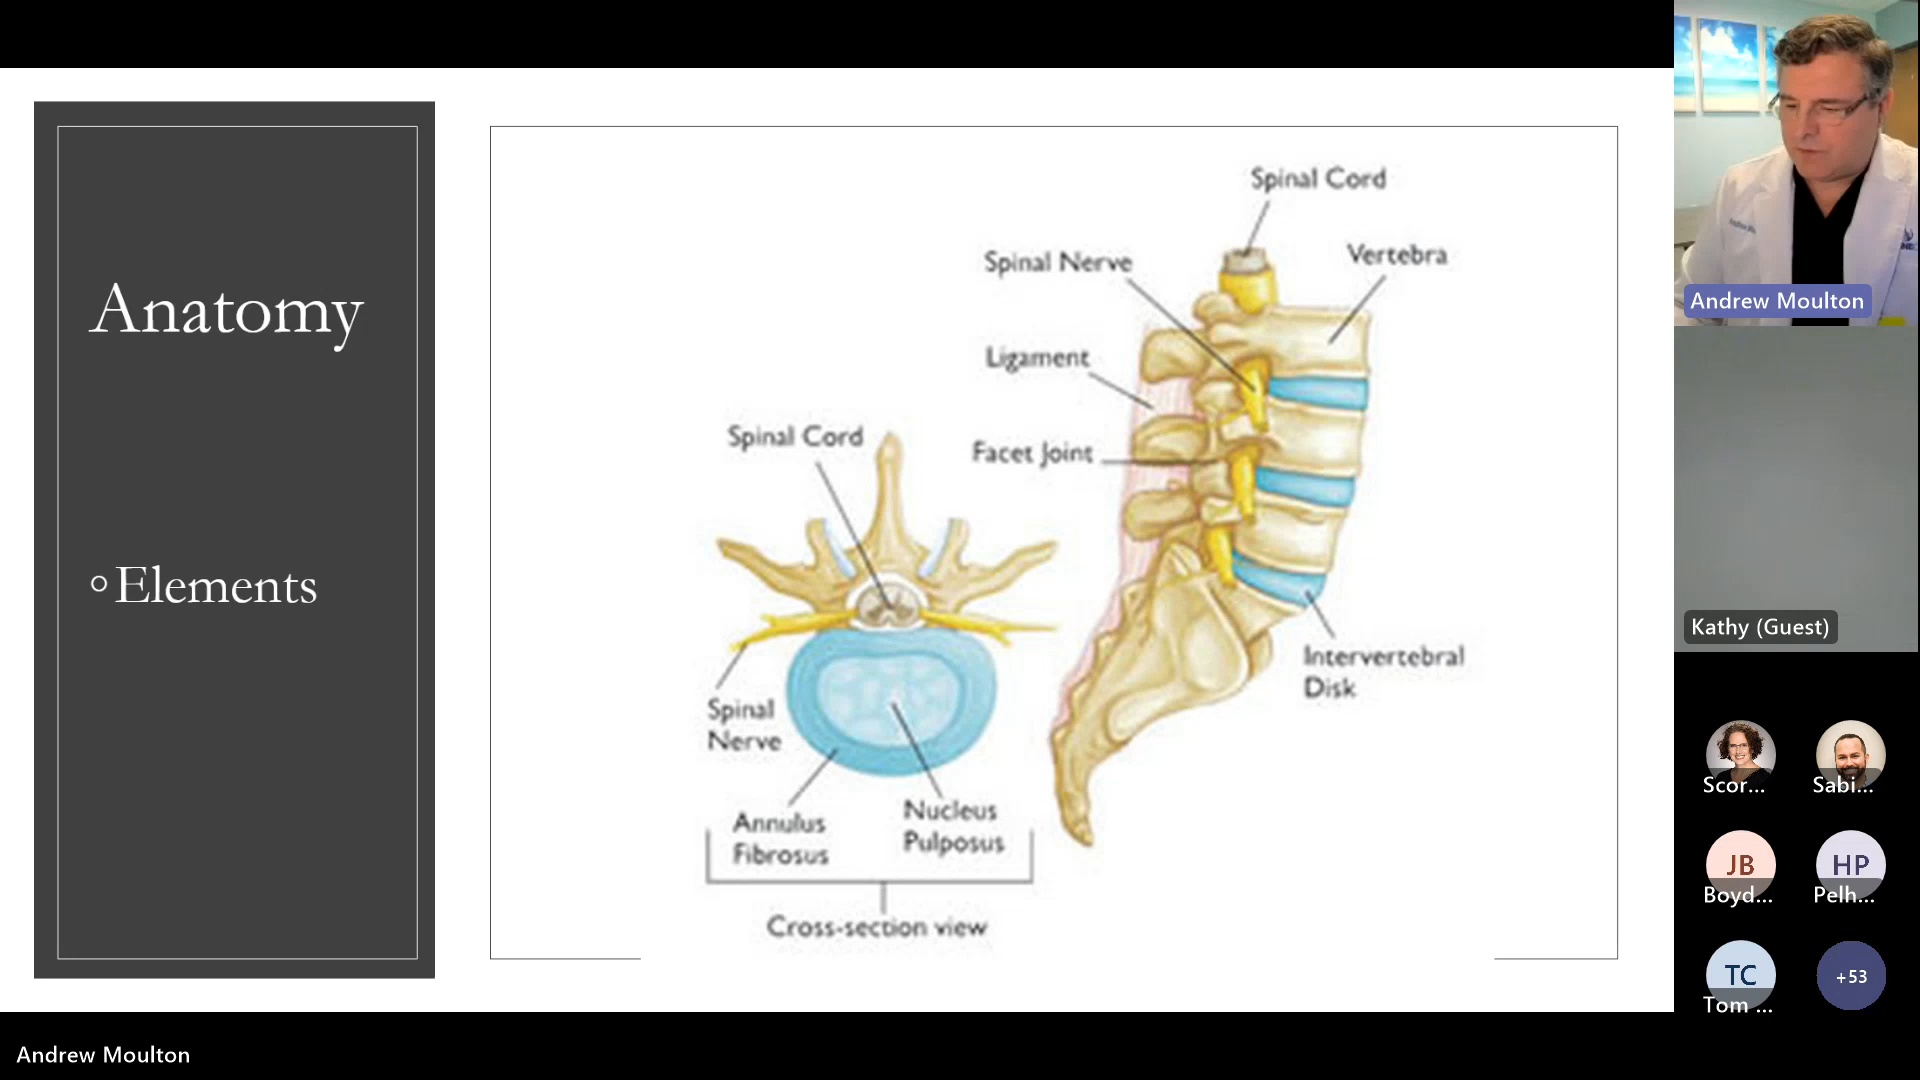 Anatomy
○Elements
Spinal Cord
Spinal Nerve
Vertebra
Ligament
Facet Joint
Intervertebral
Disk
Spinal Cord
Spinal
Nerve
Annulus
Fibrosus
Nucleus
Pulposus
Cross-section view
Andrew Moulton
Kathy (Guest)
Scor...
Sabi...
JB
Boyd...
HP
Pelh...
TC
Tom ...
+53
Andrew Moulton